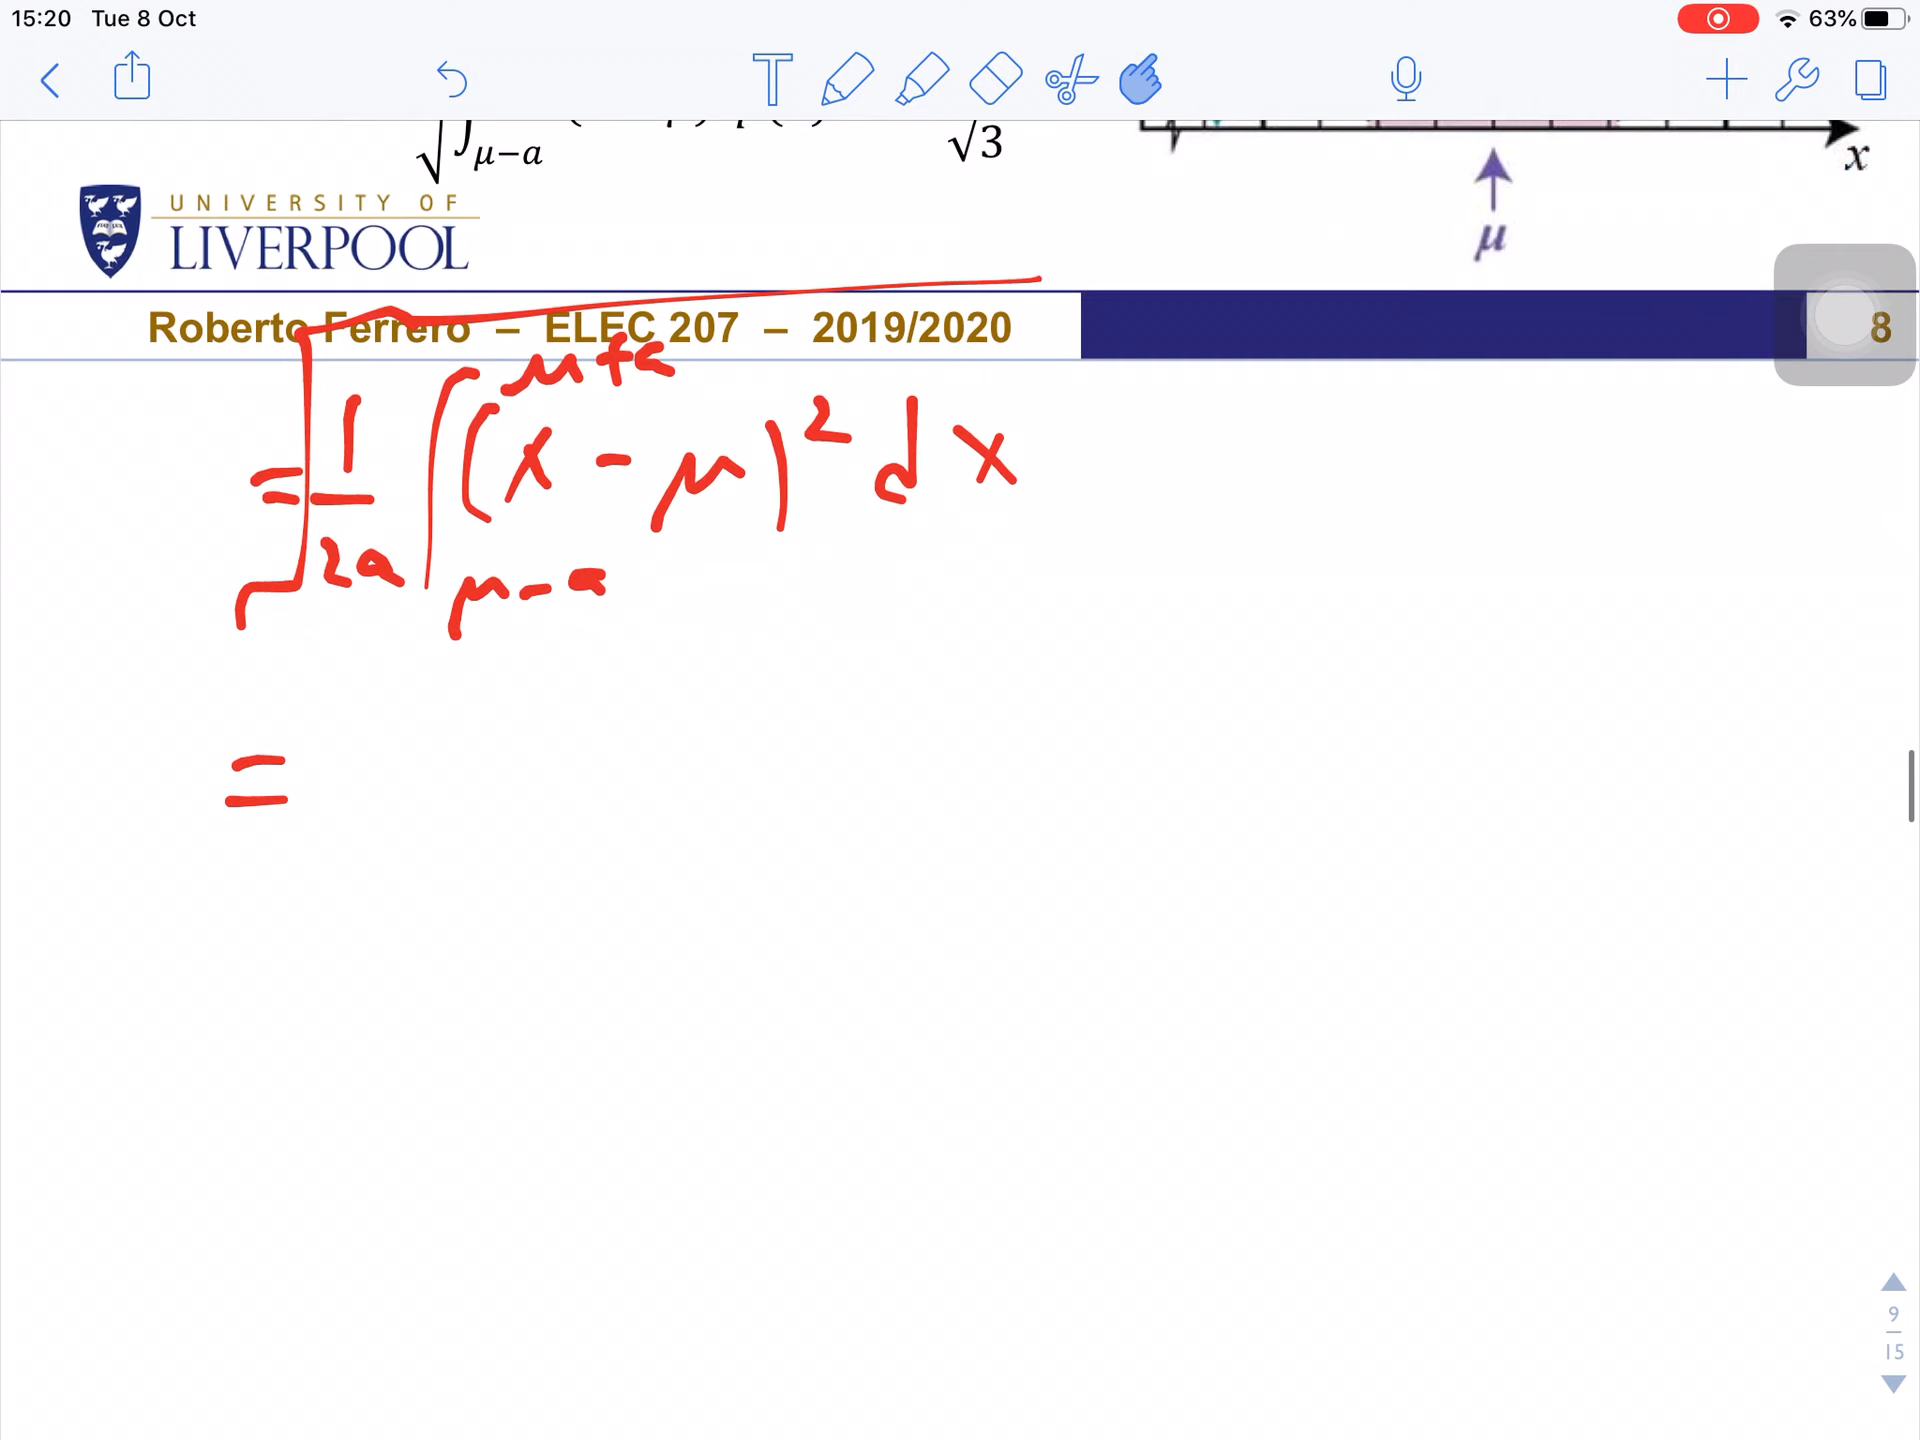 15:20 Tue 8 Oct 63%
T
μ−a √3
x
μ
UNIVERSITY OF
LIVERPOOL
Roberto Ferrero – ELEC 207 – 2019/2020 8
μ+a
= √ 1/2a ∫ (x − μ)² dx
μ−a
=
9
15